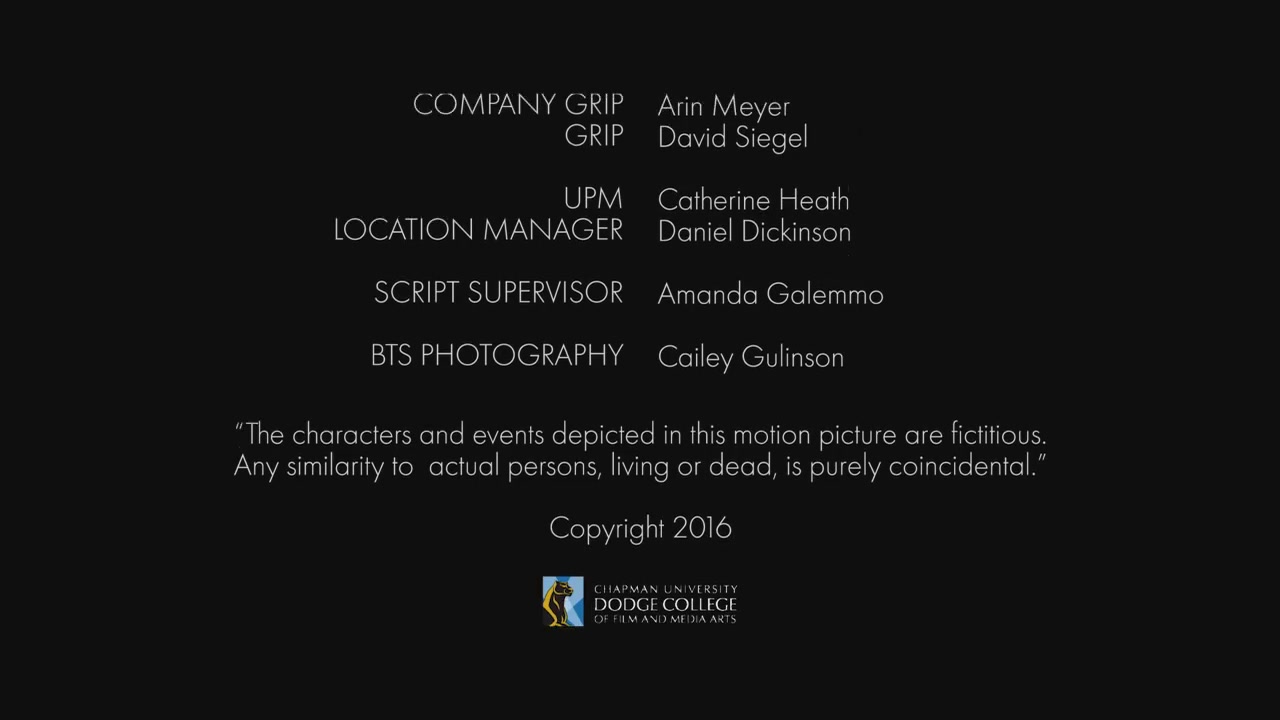 COMPANY GRIP Arin Meyer
GRIP David Siegel
UPM Catherine Heath
LOCATION MANAGER Daniel Dickinson
SCRIPT SUPERVISOR Amanda Galemmo
BTS PHOTOGRAPHY Cailey Gulinson
“The characters and events depicted in this motion picture are fictitious.
Any similarity to  actual persons, living or dead, is purely coincidental.”
Copyright 2016
CHAPMAN UNIVERSITY
DODGE COLLEGE
OF FILM AND MEDIA ARTS